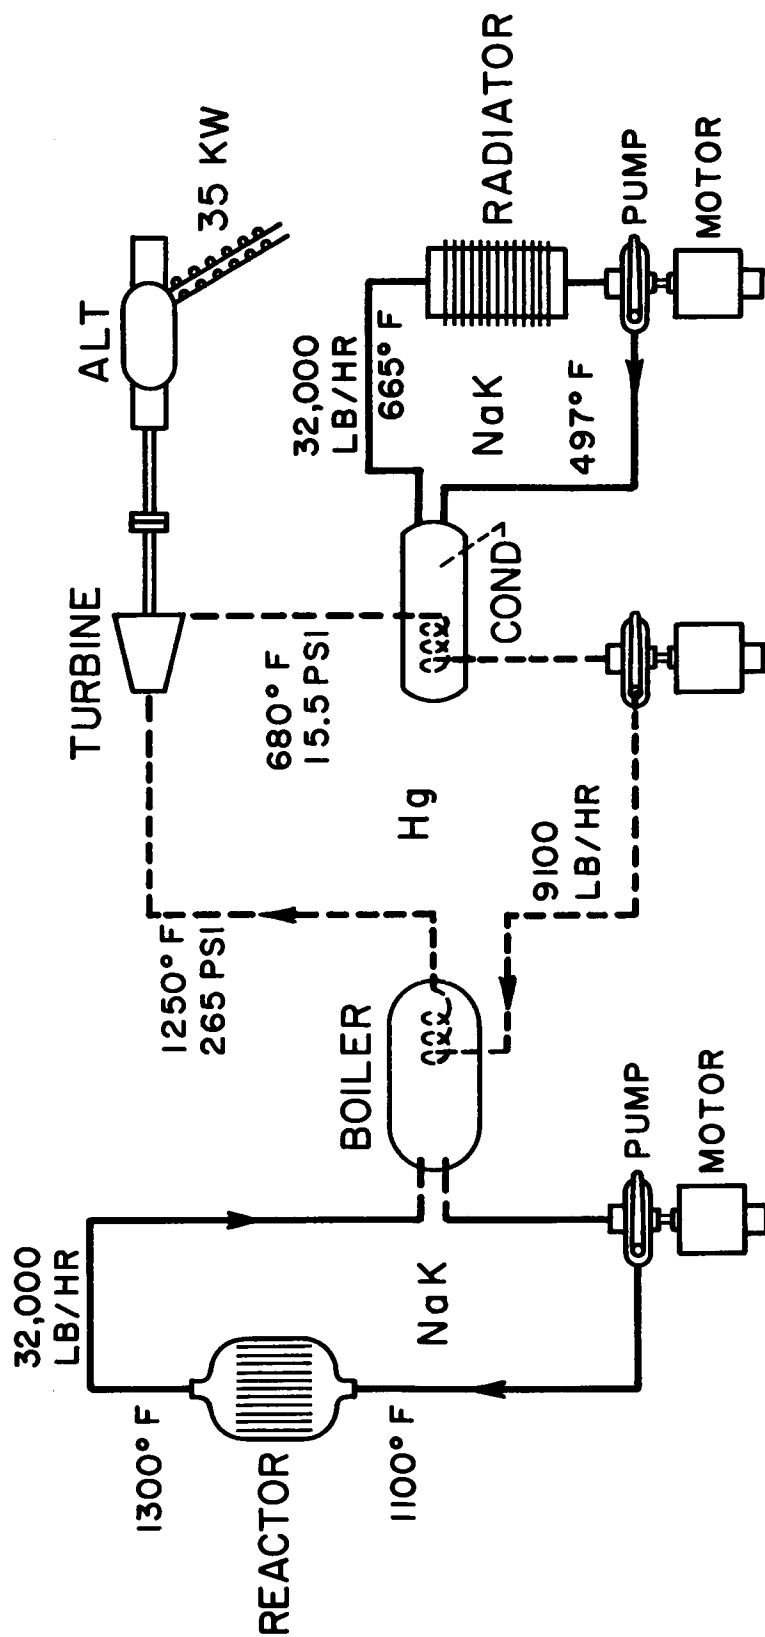 32,000
LB/HR
1300° F
REACTOR
1100° F
NaK
PUMP
MOTOR
BOILER
1250° F
265 PSI
Hg
9100
LB/HR
TURBINE
680° F
15.5 PSI
COND
ALT
35 KW
32,000
LB/HR
665° F
NaK
497° F
RADIATOR
PUMP
MOTOR